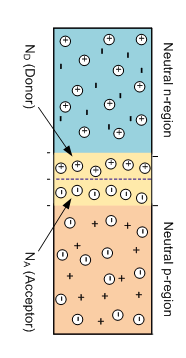 Neutral n-region
Neutral p-region
N_D (Donor)
N_A (Acceptor)